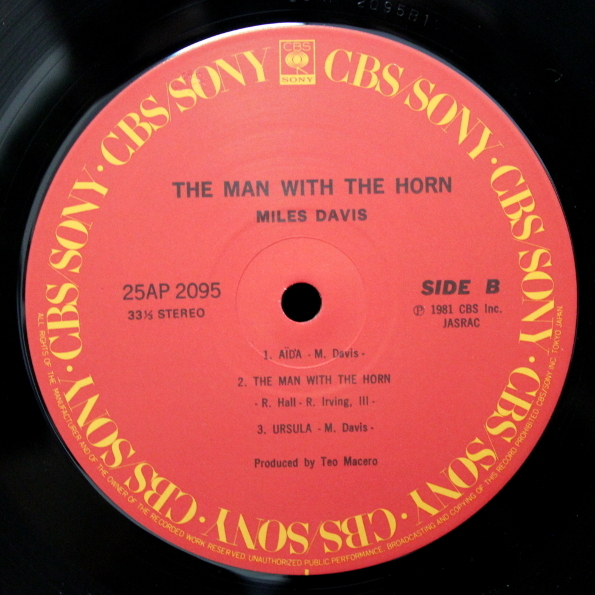 2095B1
CBS/SONY · CBS/SONY · CBS/SONY · CBS/SONY · CBS/SONY · CBS/SONY · CBS/SONY · CBS/SONY
CBS
SONY
THE MAN WITH THE HORN
MILES DAVIS
25AP 2095
SIDE B
33⅓ STEREO
Ⓟ 1981 CBS Inc.
JASRAC
1. AÏDA - M. Davis -
2. THE MAN WITH THE HORN
- R. Hall - R. Irving, III -
3. URSULA - M. Davis -
Produced by Teo Macero
ALL RIGHTS OF THE MANUFACTURER AND OF THE OWNER OF THE RECORDED WORK RESERVED. UNAUTHORIZED PUBLIC PERFORMANCE, BROADCASTING AND COPYING OF THIS RECORD PROHIBITED. CBS/SONY INC. TOKYO JAPAN